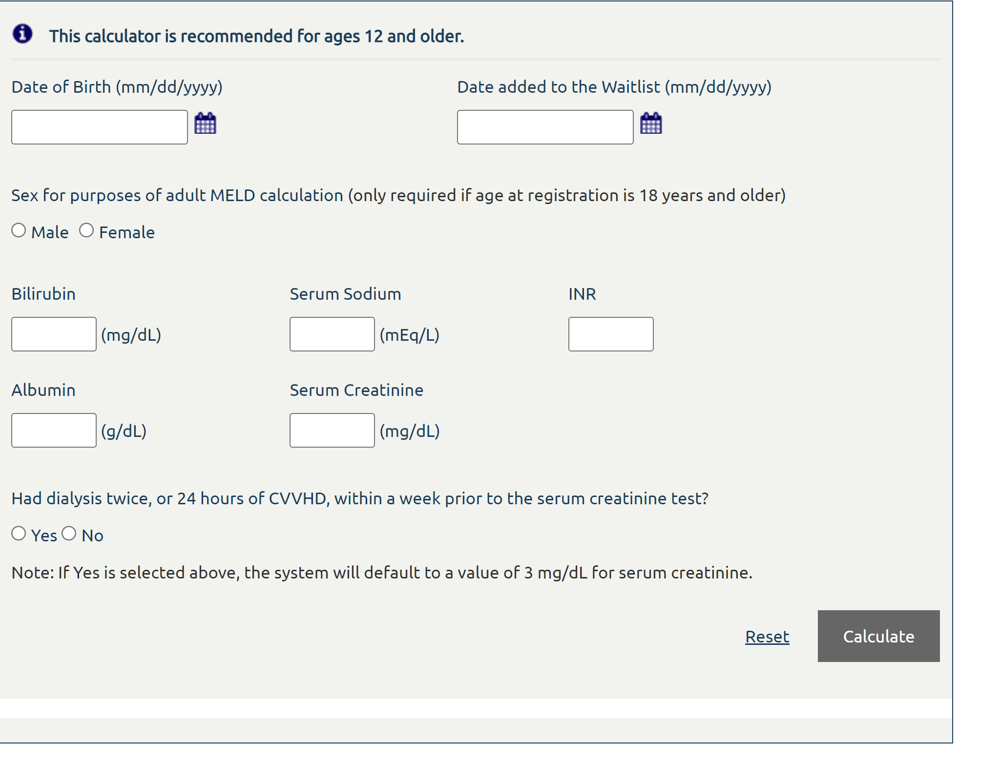 This calculator is recommended for ages 12 and older.
Date of Birth (mm/dd/yyyy)
Date added to the Waitlist (mm/dd/yyyy)
Sex for purposes of adult MELD calculation (only required if age at registration is 18 years and older)
Male Female
Bilirubin
Serum Sodium
INR
(mg/dL)
(mEq/L)
Albumin
Serum Creatinine
(g/dL)
(mg/dL)
Had dialysis twice, or 24 hours of CVVHD, within a week prior to the serum creatinine test?
Yes No
Note: If Yes is selected above, the system will default to a value of 3 mg/dL for serum creatinine.
Reset
Calculate